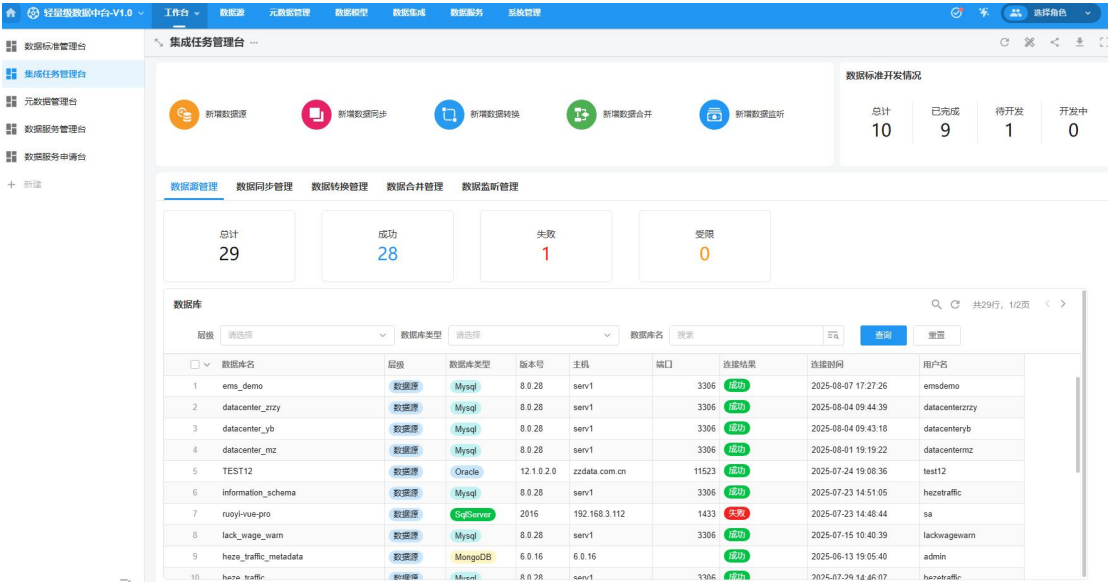 轻量级数据中台-V1.0 工作台 数据源 元数据管理 数据模型 数据集成 数据服务 系统管理 选择角色
数据标准管理台
集成任务管理台
元数据管理台
数据服务管理台
数据服务申请台
新建
集成任务管理台 ...
新增数据源 新增数据同步 新增数据转换 新增数据合并 新增数据监听
数据标准开发情况
总计 已完成 待开发 开发中
10 9 1 0
数据源管理 数据同步管理 数据转换管理 数据合并管理 数据监听管理
总计 成功 失败 受限
29 28 1 0
数据库 共29行，1/2页
层级 请选择 数据库类型 请选择 数据库名 搜索 查询 重置
数据库名 层级 数据库类型 版本号 主机 端口 连接结果 连接时间 用户名
1 ems_demo 数据源 Mysql 8.0.28 serv1 3306 成功 2025-08-07 17:27:26 emsdemo
2 datacenter_zrzy 数据源 Mysql 8.0.28 serv1 3306 成功 2025-08-04 09:44:39 datacenterzrzy
3 datacenter_yb 数据源 Mysql 8.0.28 serv1 3306 成功 2025-08-04 09:43:18 datacenteryb
4 datacenter_mz 数据源 Mysql 8.0.28 serv1 3306 成功 2025-08-01 19:19:22 datacentermz
5 TEST12 数据源 Oracle 12.1.0.2.0 zzdata.com.cn 11523 成功 2025-07-24 19:08:36 test12
6 information_schema 数据源 Mysql 8.0.28 serv1 3306 成功 2025-07-23 14:51:05 hezetraffic
7 ruoyi-vue-pro 数据源 SqlServer 2016 192.168.3.112 1433 失败 2025-07-23 14:48:44 sa
8 lack_wage_warn 数据源 Mysql 8.0.28 serv1 3306 成功 2025-07-15 10:40:39 lackwagewarn
9 heze_traffic_metadata 数据源 MongoDB 6.0.16 6.0.16 成功 2025-06-13 19:05:40 admin
10 heze_traffic 数据源 Mysql 8.0.28 serv1 3306 成功 2025-07-29 14:46:07 hezetraffic